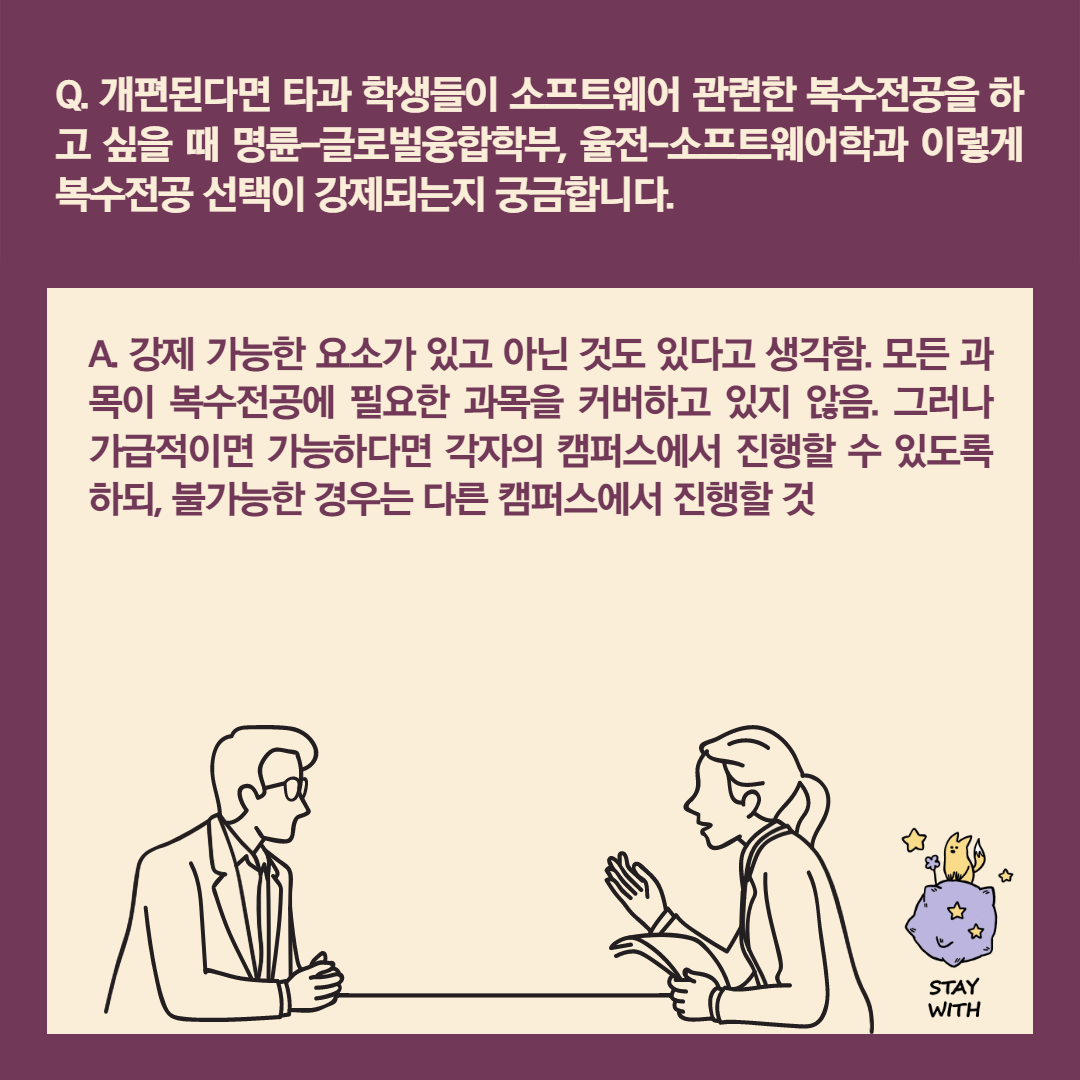 Q. 개편된다면 타과 학생들이 소프트웨어 관련한 복수전공을 하
고 싶을 때 명륜-글로벌융합학부, 율전-소프트웨어학과 이렇게
복수전공 선택이 강제되는지 궁금합니다.
A. 강제 가능한 요소가 있고 아닌 것도 있다고 생각함. 모든 과
목이 복수전공에 필요한 과목을 커버하고 있지 않음. 그러나
가급적이면 가능하다면 각자의 캠퍼스에서 진행할 수 있도록
하되, 불가능한 경우는 다른 캠퍼스에서 진행할 것
STAY
WITH